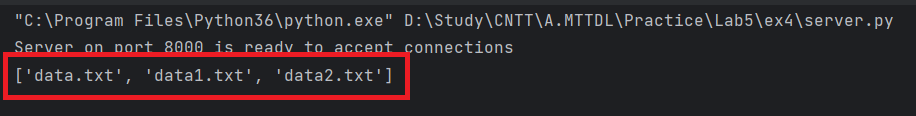 "C:\Program Files\Python36\python.exe" D:\Study\CNTT\A.MTTDL\Practice\Lab5\ex4\server.py
Server on port 8000 is ready to accept connections
['data.txt', 'data1.txt', 'data2.txt']